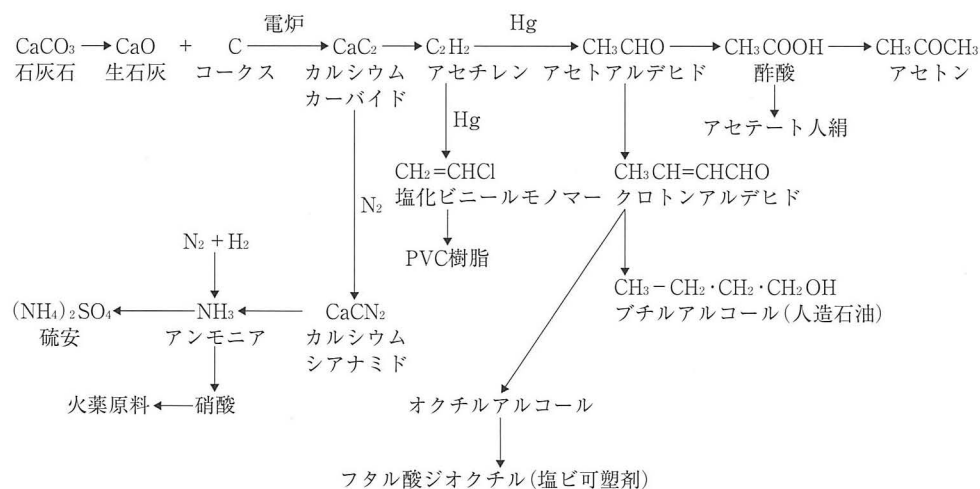 電炉 Hg
CaCO₃ → CaO + C → CaC₂ → C₂H₂ → CH₃CHO → CH₃COOH → CH₃COCH₃
石灰石 生石灰 コークス カルシウム アセチレン アセトアルデヒド 酢酸 アセトン
カーバイド
Hg アセテート人絹
CH₂=CHCl CH₃CH=CHCHO
塩化ビニールモノマー クロトンアルデヒド
N₂
N₂+H₂ PVC樹脂
CH₃-CH₂・CH₂・CH₂OH
ブチルアルコール(人造石油)
(NH₄)₂SO₄ ← NH₃ ← CaCN₂
硫安 アンモニア カルシウム
シアナミド
火薬原料 ← 硝酸 オクチルアルコール
フタル酸ジオクチル(塩ビ可塑剤)